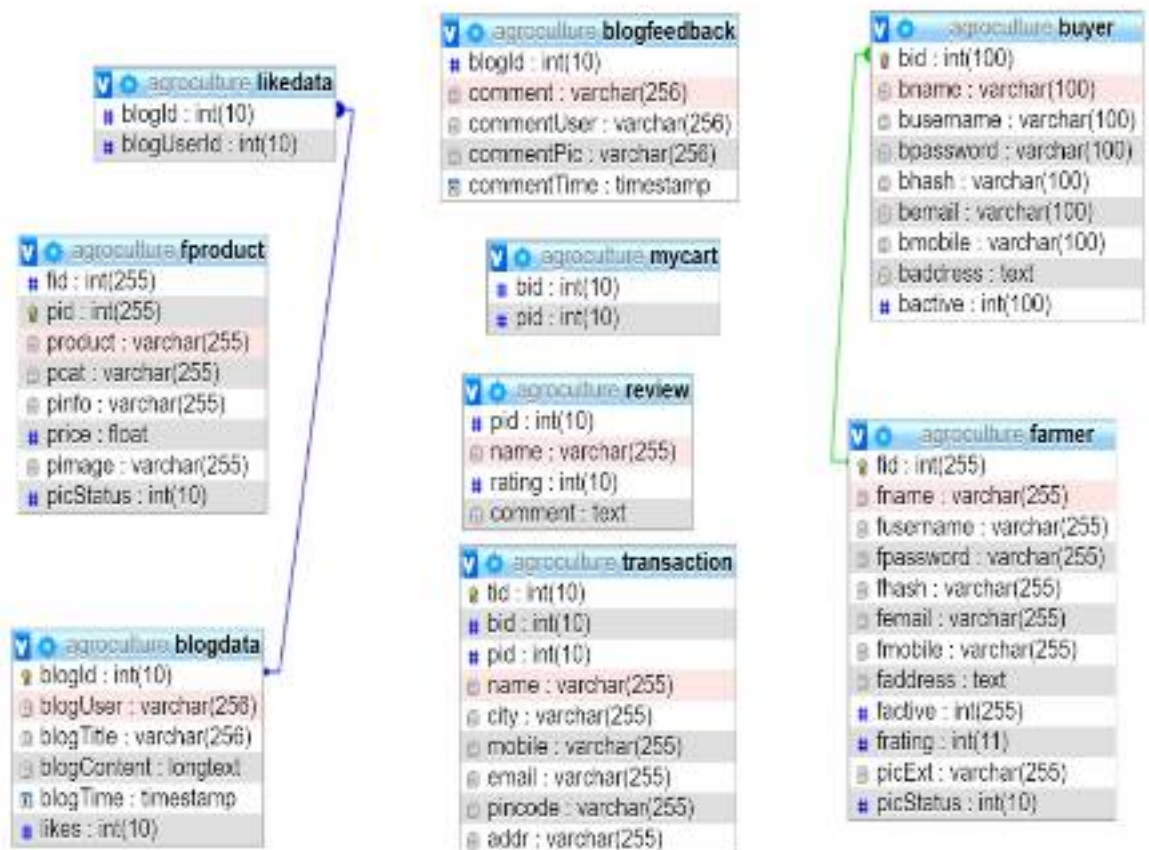 agroculture likedata
blogId : int(10)
blogUserId : int(10)
agroculture fproduct
fid : int(255)
pid : int(255)
product : varchar(255)
pcat : varchar(255)
pinfo : varchar(255)
price : float
pimage : varchar(255)
picStatus : int(10)
agroculture blogdata
blogId : int(10)
blogUser : varchar(256)
blogTitle : varchar(256)
blogContent : longtext
blogTime : timestamp
likes : int(10)
agroculture blogfeedback
blogId : int(10)
comment : varchar(256)
commentUser : varchar(256)
commentPic : varchar(256)
commentTime : timestamp
agroculture mycart
bid : int(10)
pid : int(10)
agroculture review
pid : int(10)
name : varchar(255)
rating : int(10)
comment : text
agroculture transaction
tid : int(10)
bid : int(10)
pid : int(10)
name : varchar(255)
city : varchar(255)
mobile : varchar(255)
email : varchar(255)
pincode : varchar(255)
addr : varchar(255)
agroculture buyer
bid : int(100)
bname : varchar(100)
busername : varchar(100)
bpassword : varchar(100)
bhash : varchar(100)
bemail : varchar(100)
bmobile : varchar(100)
baddress : text
bactive : int(100)
agroculture farmer
fid : int(255)
fname : varchar(255)
fusername : varchar(255)
fpassword : varchar(255)
fhash : varchar(255)
femail : varchar(255)
fmobile : varchar(255)
faddress : text
factive : int(255)
frating : int(11)
picExt : varchar(255)
picStatus : int(10)